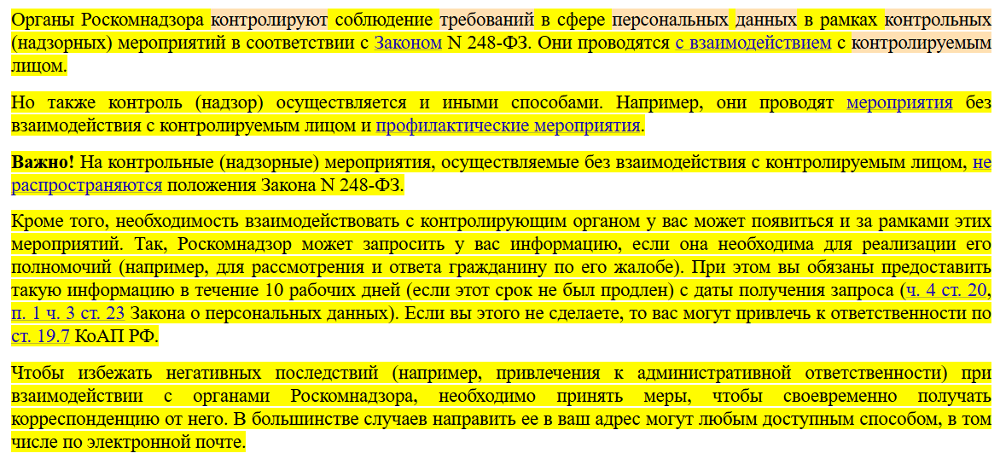 Органы Роскомнадзора контролируют соблюдение требований в сфере персональных данных в рамках контрольных
(надзорных) мероприятий в соответствии с Законом N 248-ФЗ. Они проводятся с взаимодействием с контролируемым
лицом.
Но также контроль (надзор) осуществляется и иными способами. Например, они проводят мероприятия без
взаимодействия с контролируемым лицом и профилактические мероприятия.
Важно! На контрольные (надзорные) мероприятия, осуществляемые без взаимодействия с контролируемым лицом, не
распространяются положения Закона N 248-ФЗ.
Кроме того, необходимость взаимодействовать с контролирующим органом у вас может появиться и за рамками этих
мероприятий. Так, Роскомнадзор может запросить у вас информацию, если она необходима для реализации его
полномочий (например, для рассмотрения и ответа гражданину по его жалобе). При этом вы обязаны предоставить
такую информацию в течение 10 рабочих дней (если этот срок не был продлен) с даты получения запроса (ч. 4 ст. 20,
п. 1 ч. 3 ст. 23 Закона о персональных данных). Если вы этого не сделаете, то вас могут привлечь к ответственности по
ст. 19.7 КоАП РФ.
Чтобы избежать негативных последствий (например, привлечения к административной ответственности) при
взаимодействии с органами Роскомнадзора, необходимо принять меры, чтобы своевременно получать
корреспонденцию от него. В большинстве случаев направить ее в ваш адрес могут любым доступным способом, в том
числе по электронной почте.